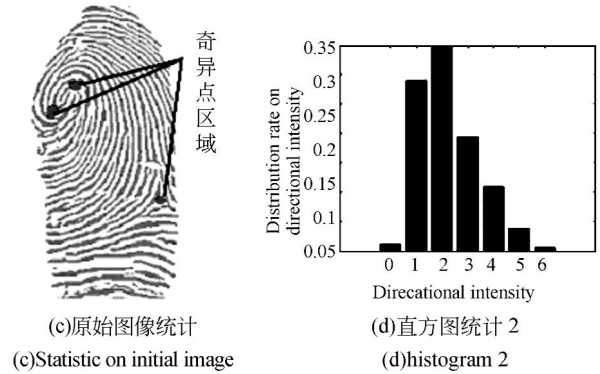 奇异点区域
0.35
0.3
0.25
0.2
0.15
0.1
0.05
Distribution rate on
directional intensity
0 1 2 3 4 5 6
Direcational intensity
(c)原始图像统计
(d)直方图统计 2
(c)Statistic on initial image
(d)histogram 2